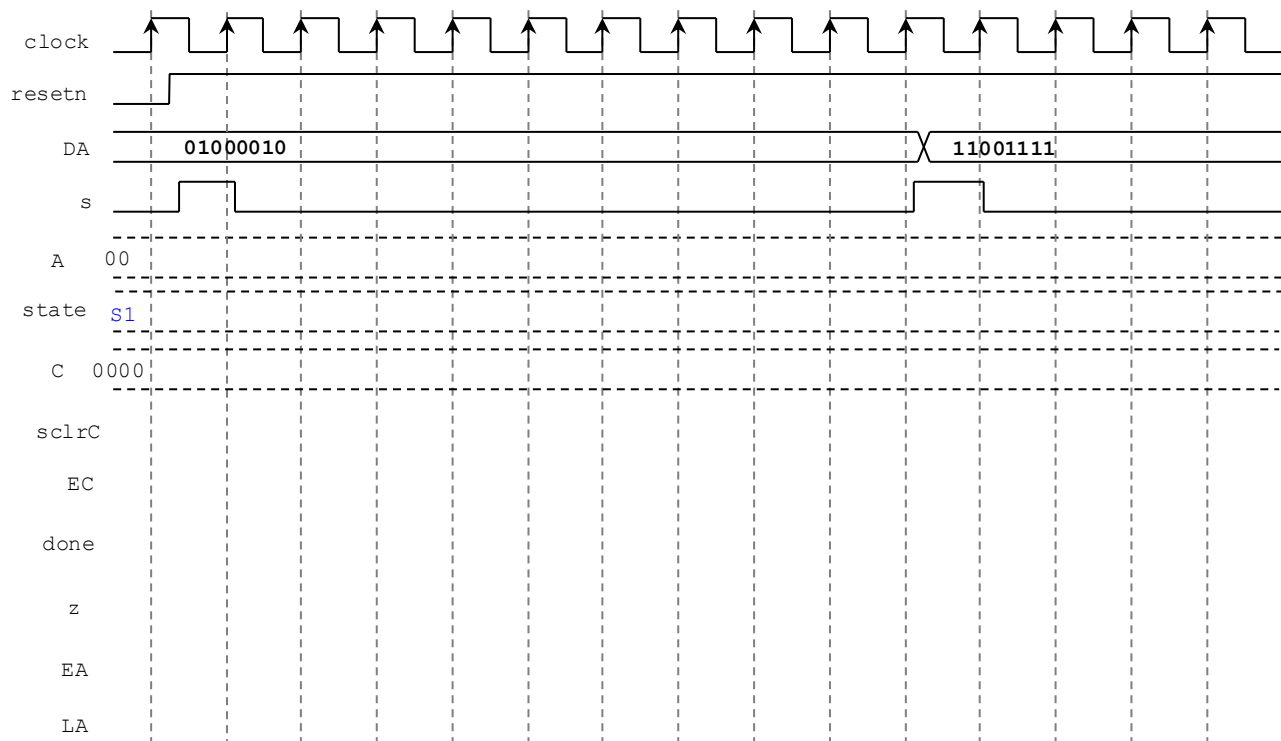 clock
resetn
DA 01000010 11001111
s
A 00
state S1
C 0000
sclrC
EC
done
z
EA
LA